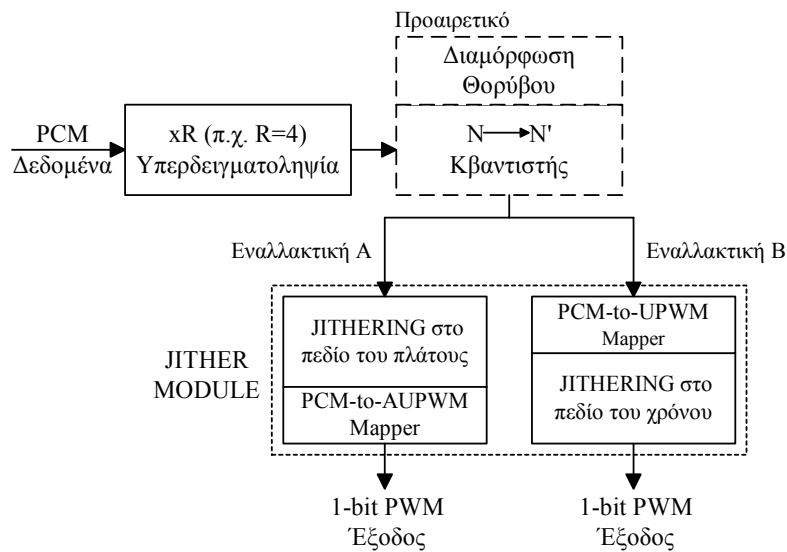 Προαιρετικό
Διαμόρφωση
Θορύβου
PCM
Δεδομένα
xR (π.χ. R=4)
Υπερδειγματοληψία
N N'
Κβαντιστής
Εναλλακτική Α
Εναλλακτική Β
JITHER
MODULE
JITHERING στο
πεδίο του πλάτους
PCM-to-AUPWM
Mapper
PCM-to-UPWM
Mapper
JITHERING στο
πεδίο του χρόνου
1-bit PWM
Έξοδος
1-bit PWM
Έξοδος